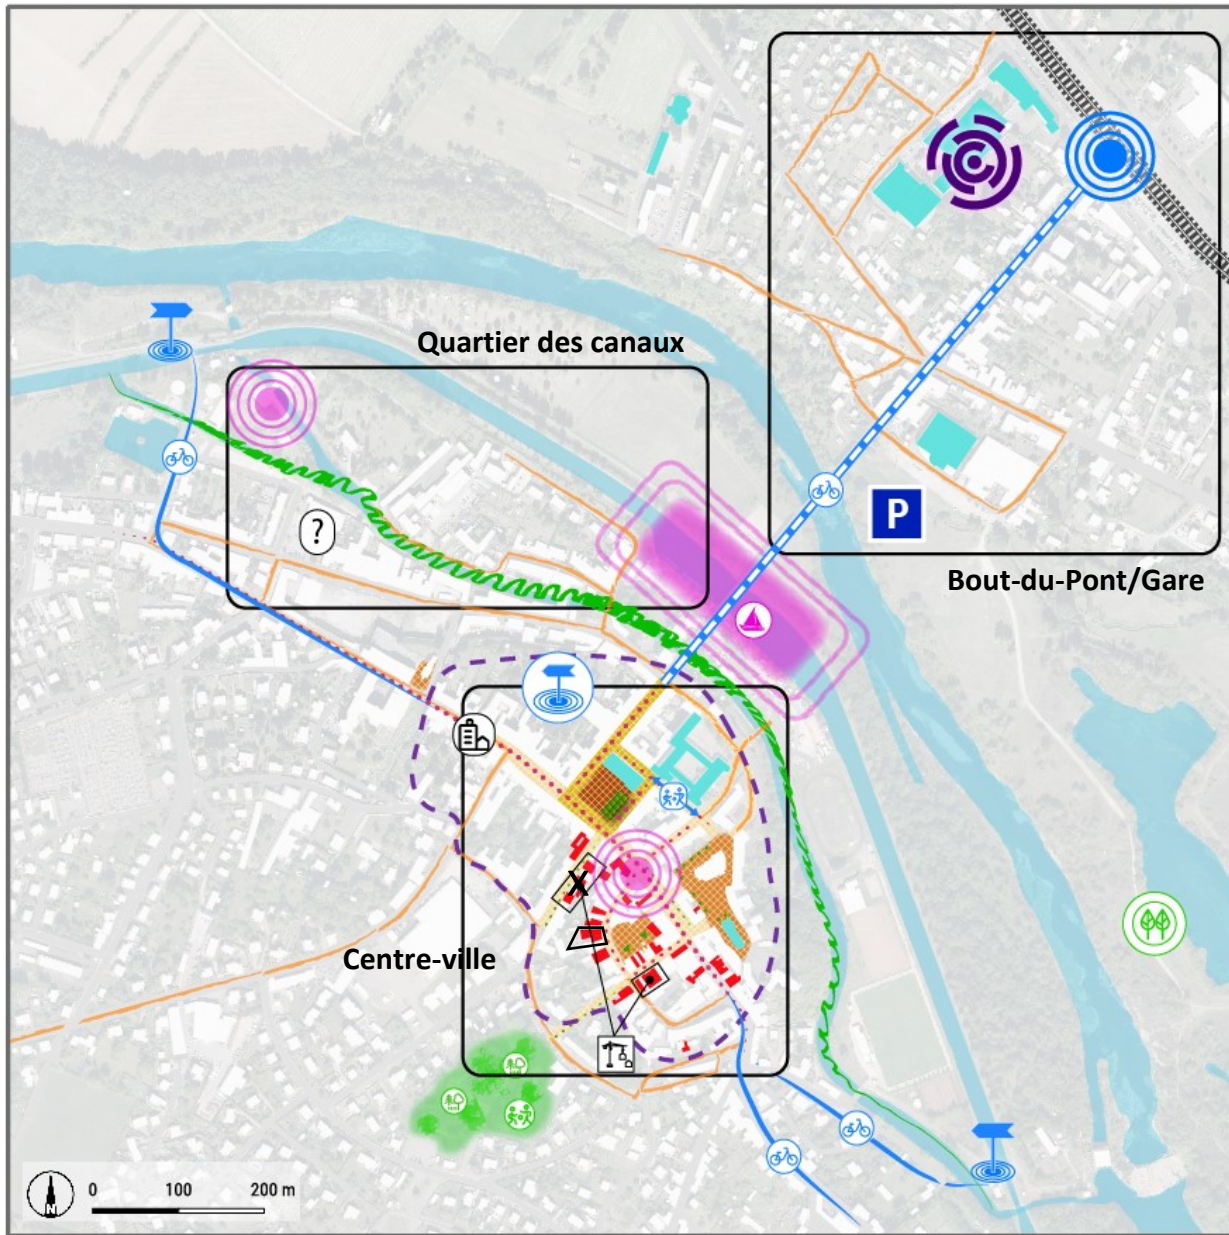 Quartier des canaux
?
P
Bout-du-Pont/Gare
X
Centre-ville
N
0 100 200 m